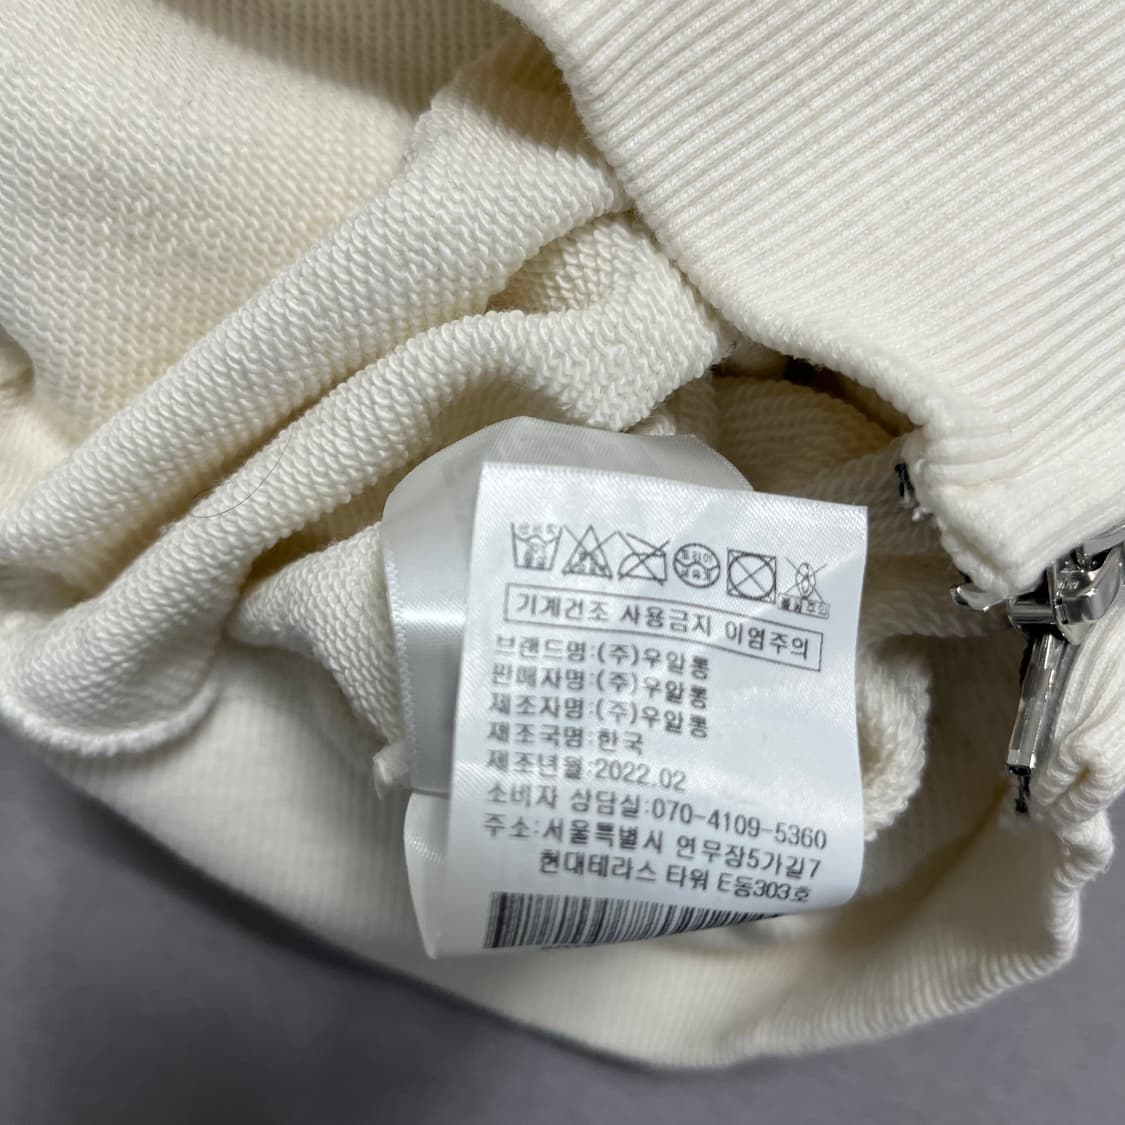 기계건조 사용금지 이염주의
브랜드명:(주)우알롱
판매자명:(주)우알롱
제조자명:(주)우알롱
제조국명:한국
제조년월:2022.02
소비자 상담실:070-4109-5360
주소:서울특별시 연무장5가길7
현대테라스 타워 E동303호